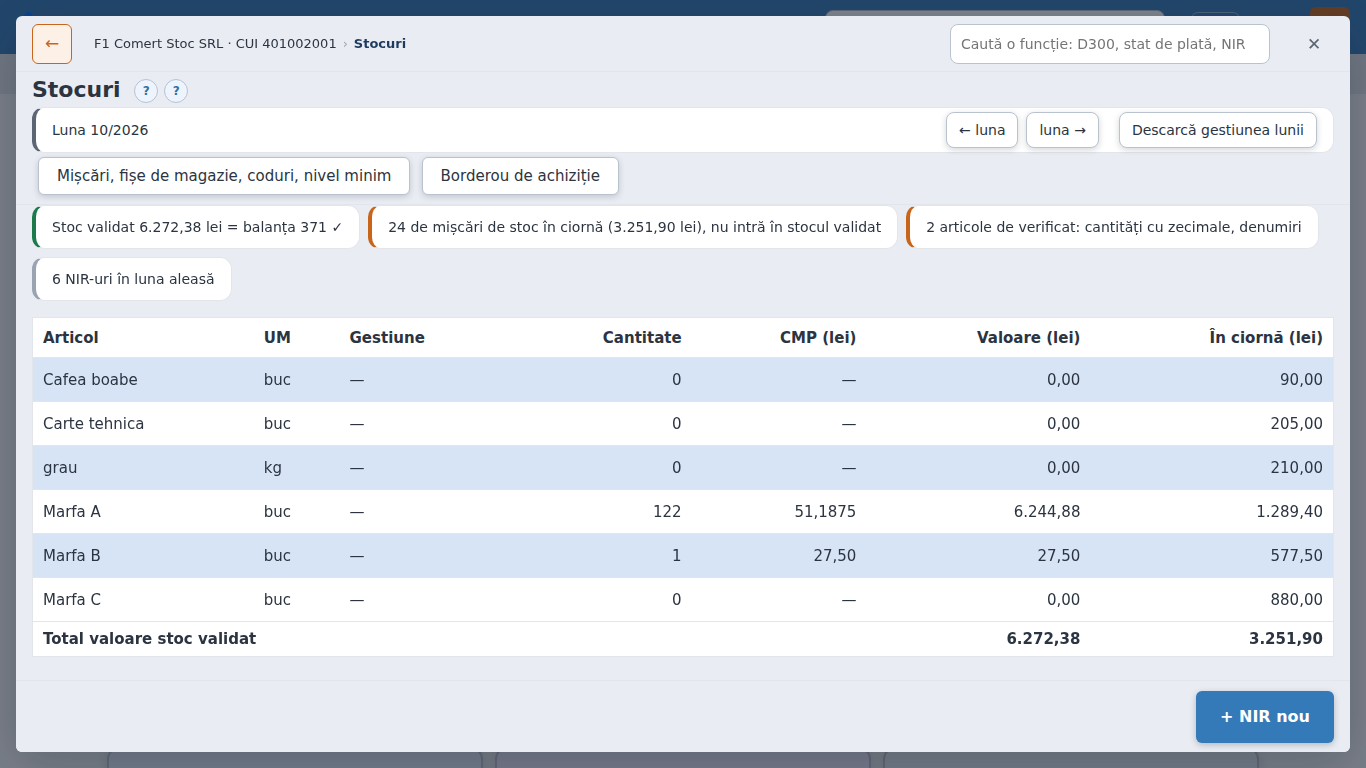 ←
F1 Comert Stoc SRL · CUI 401002001 › Stocuri
Caută o funcție: D300, stat de plată, NIR
✕
Stocuri ? ?
Luna 10/2026
← luna
luna →
Descarcă gestiunea lunii
Mișcări, fișe de magazie, coduri, nivel minim
Borderou de achiziție
Stoc validat 6.272,38 lei = balanța 371 ✓
24 de mișcări de stoc în ciornă (3.251,90 lei), nu intră în stocul validat
2 articole de verificat: cantități cu zecimale, denumiri
6 NIR-uri în luna aleasă
Articol UM Gestiune Cantitate CMP (lei) Valoare (lei) În ciornă (lei)
Cafea boabe buc — 0 — 0,00 90,00
Carte tehnica buc — 0 — 0,00 205,00
grau kg — 0 — 0,00 210,00
Marfa A buc — 122 51,1875 6.244,88 1.289,40
Marfa B buc — 1 27,50 27,50 577,50
Marfa C buc — 0 — 0,00 880,00
Total valoare stoc validat 6.272,38 3.251,90
+ NIR nou